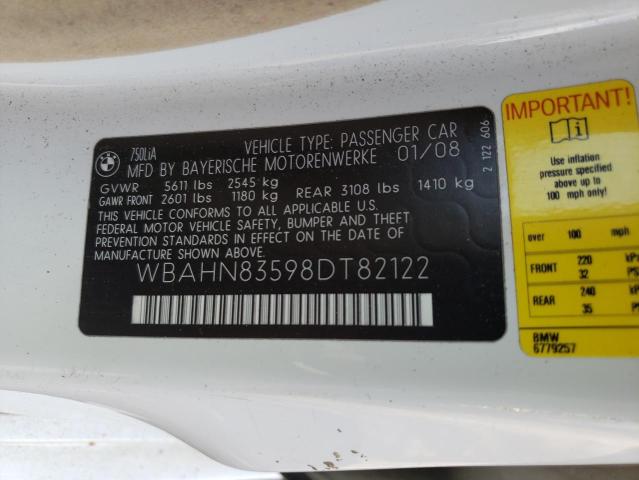 BMW
750LiA VEHICLE TYPE: PASSENGER CAR
MFD BY BAYERISCHE MOTORENWERKE 01/08
GVWR 5611 lbs 2545 kg
GAWR FRONT 2601 lbs 1180 kg REAR 3108 lbs 1410 kg
THIS VEHICLE CONFORMS TO ALL APPLICABLE U.S.
FEDERAL MOTOR VEHICLE SAFETY, BUMPER AND THEFT
PREVENTION STANDARDS IN EFFECT ON THE DATE
OF MANUFACTURE SHOWN ABOVE.
WBAHN83598DT82122
2 122 606
IMPORTANT!
i
Use inflation
pressure specified
above up to
100 mph only!
over 100 mph
FRONT 220
32
REAR 240
35
BMW
6779257